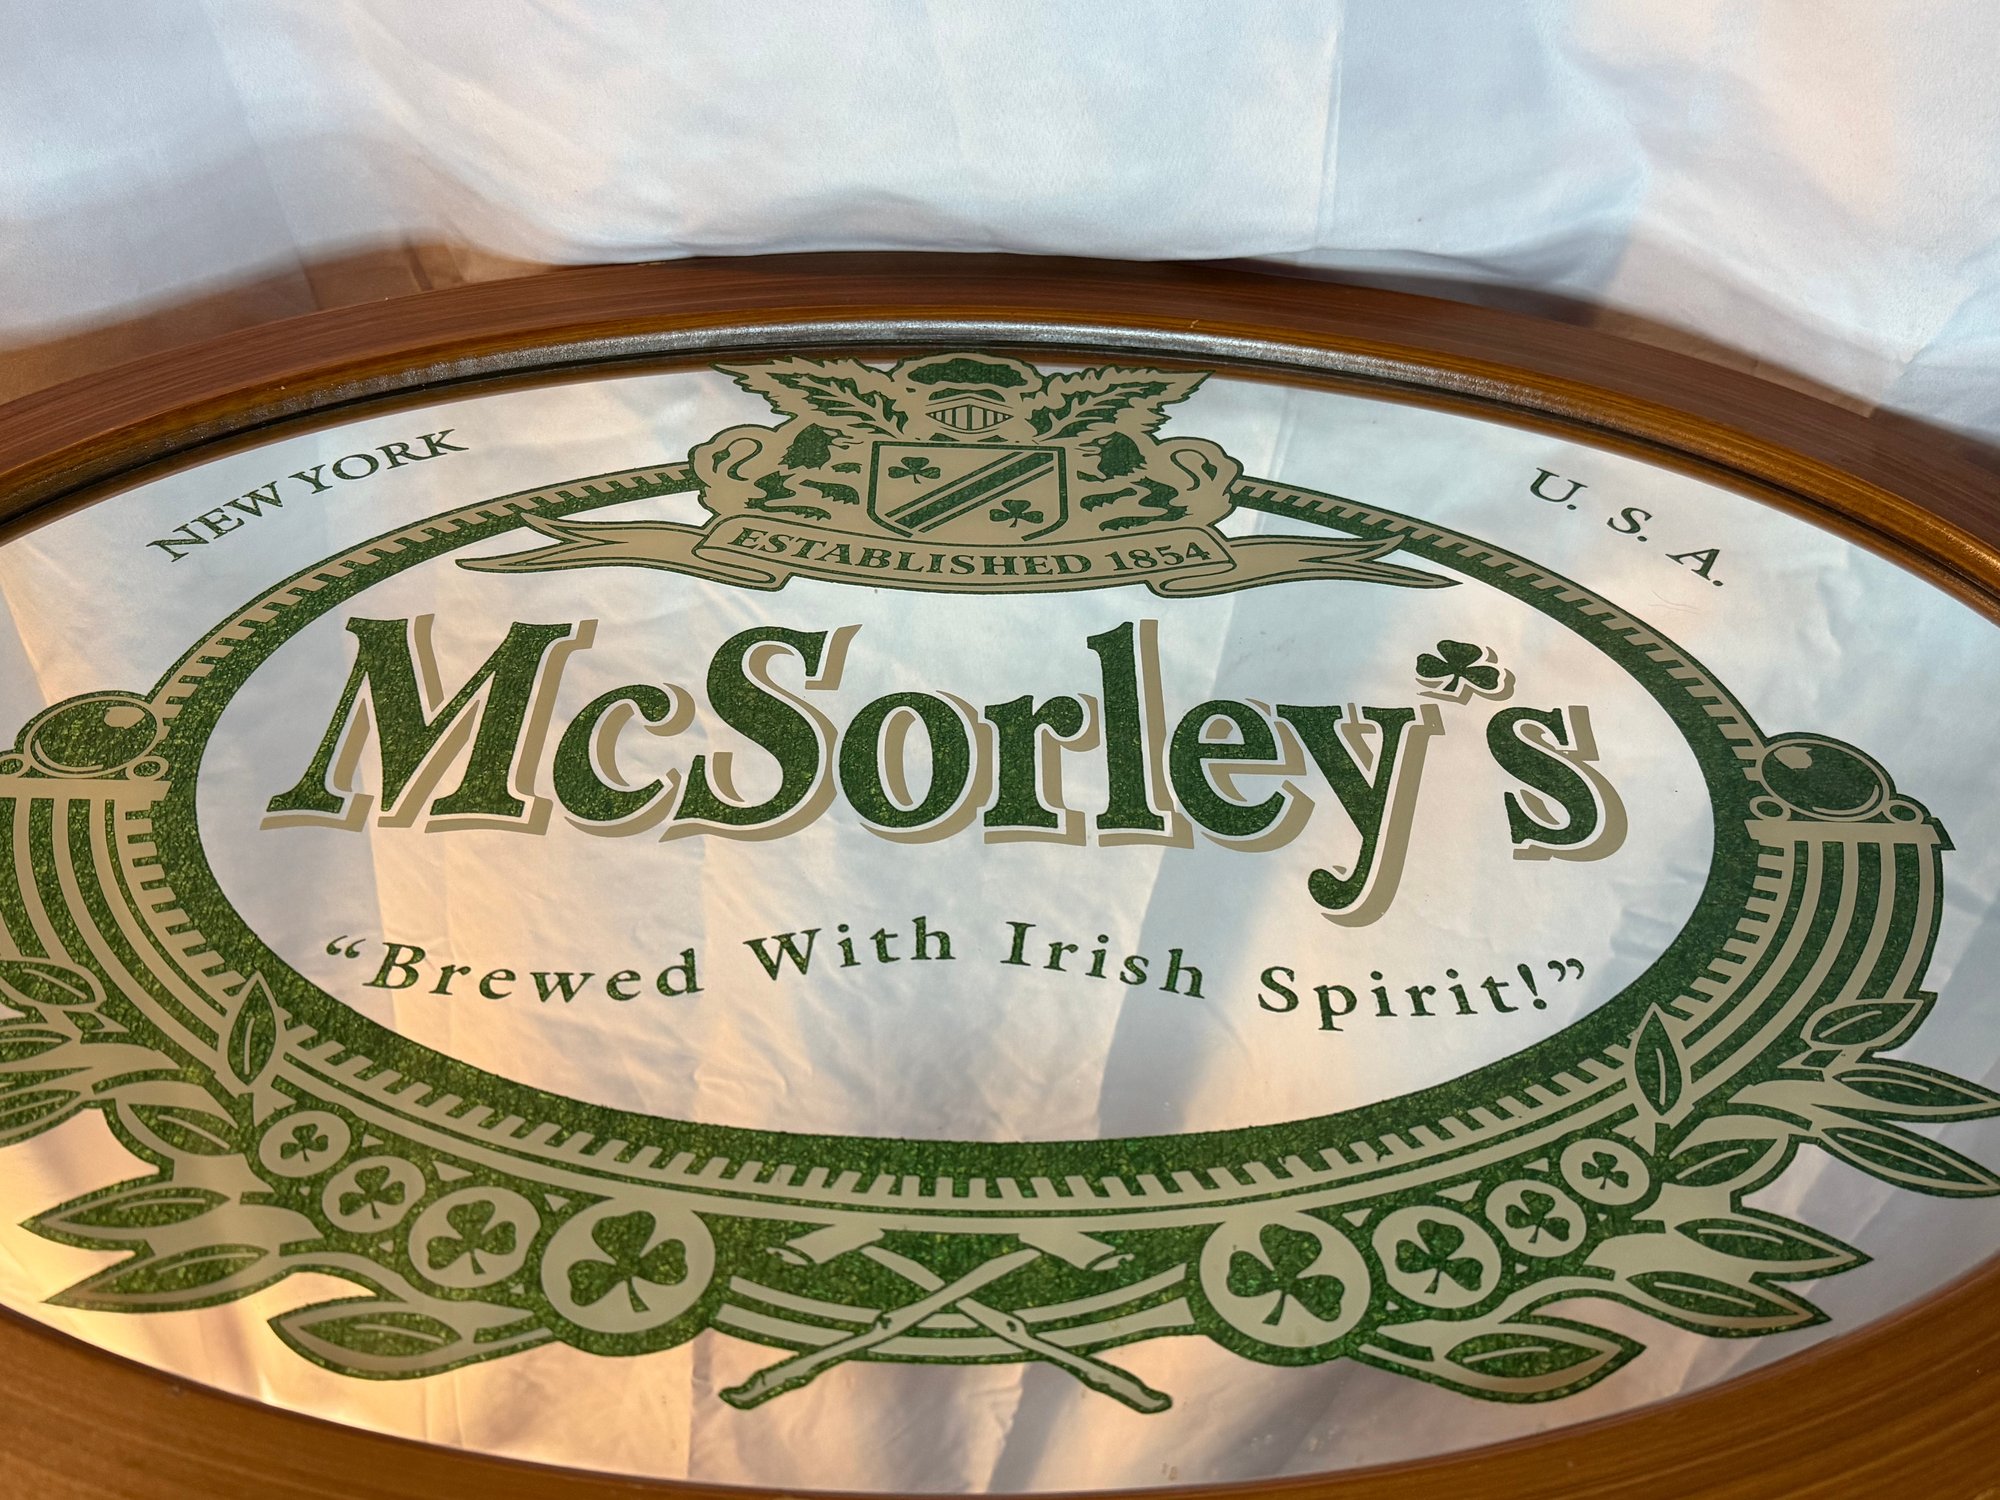 NEW YORK
U. S. A.
ESTABLISHED 1854
McSorley's
“Brewed With Irish Spirit!”